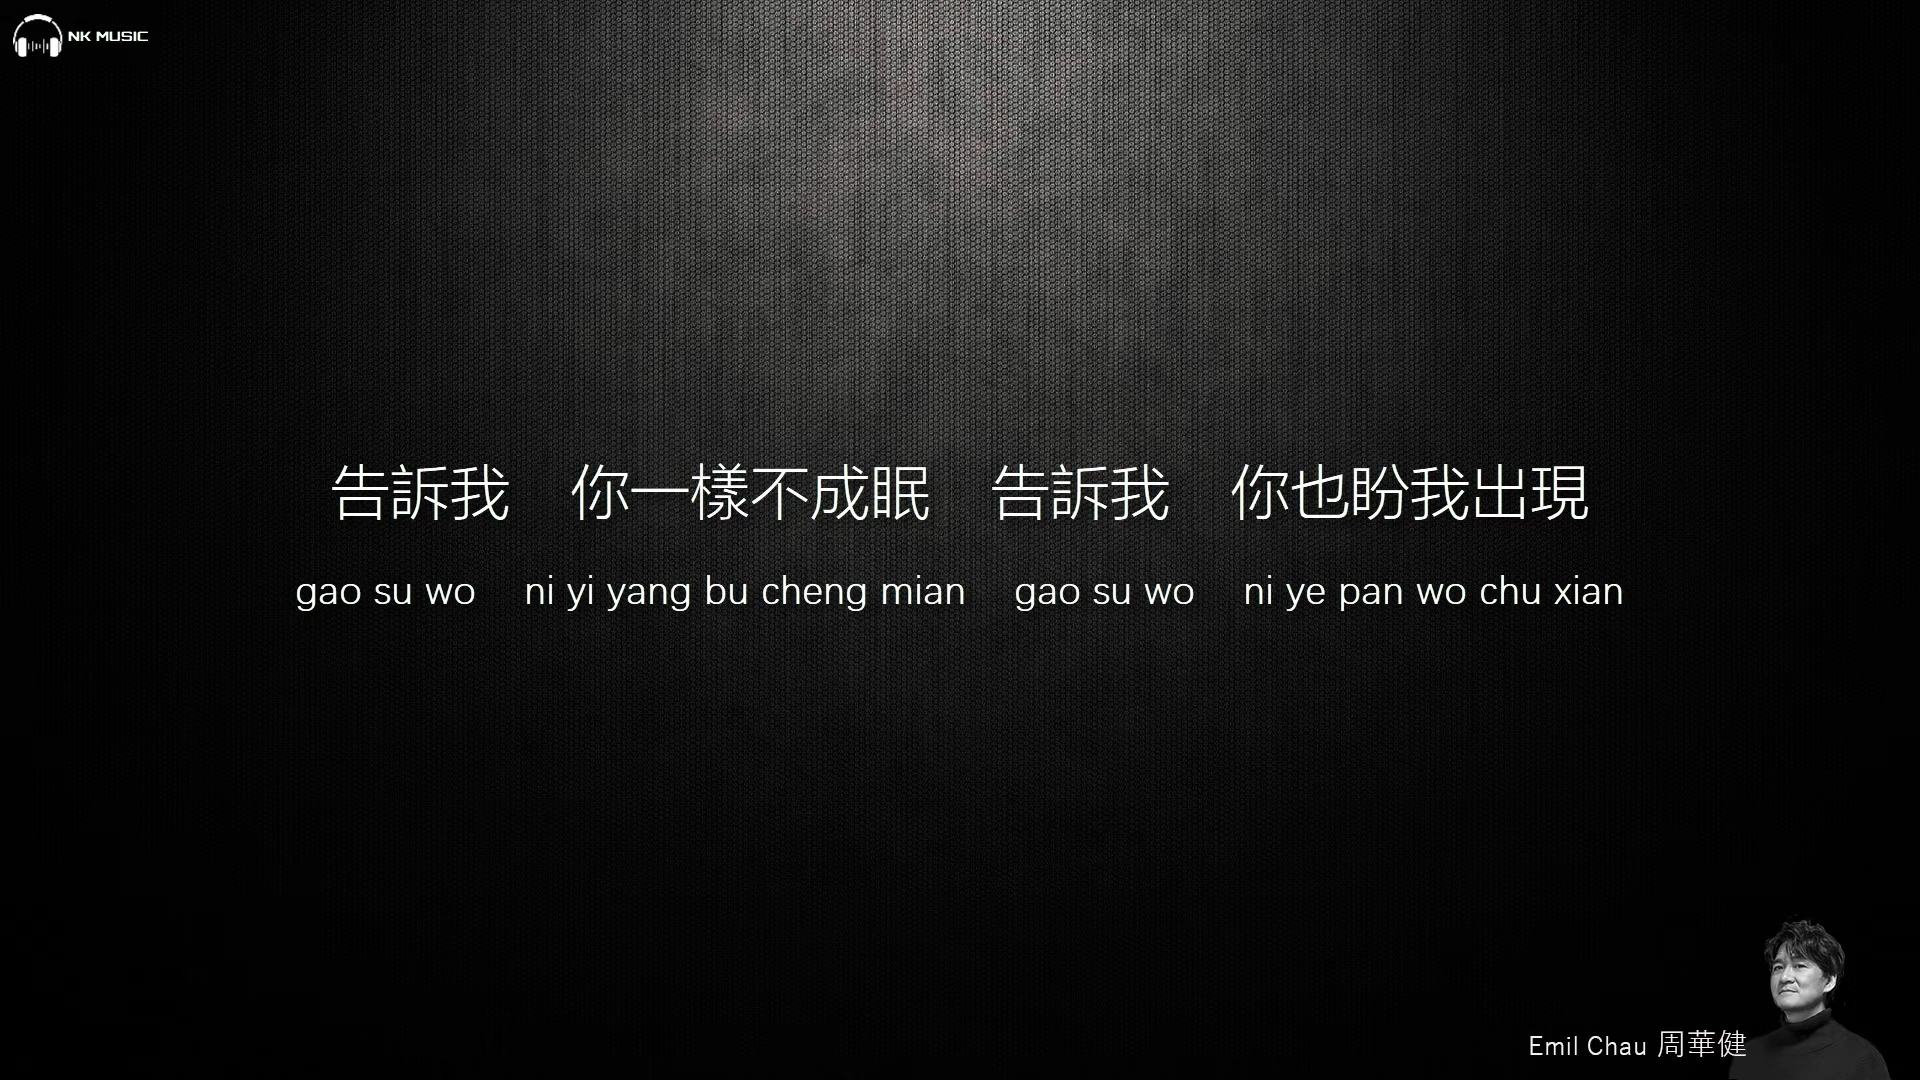 NK MUSIC
告訴我　你一樣不成眠　告訴我　你也盼我出現
gao su wo　ni yi yang bu cheng mian　gao su wo　ni ye pan wo chu xian
Emil Chau 周華健